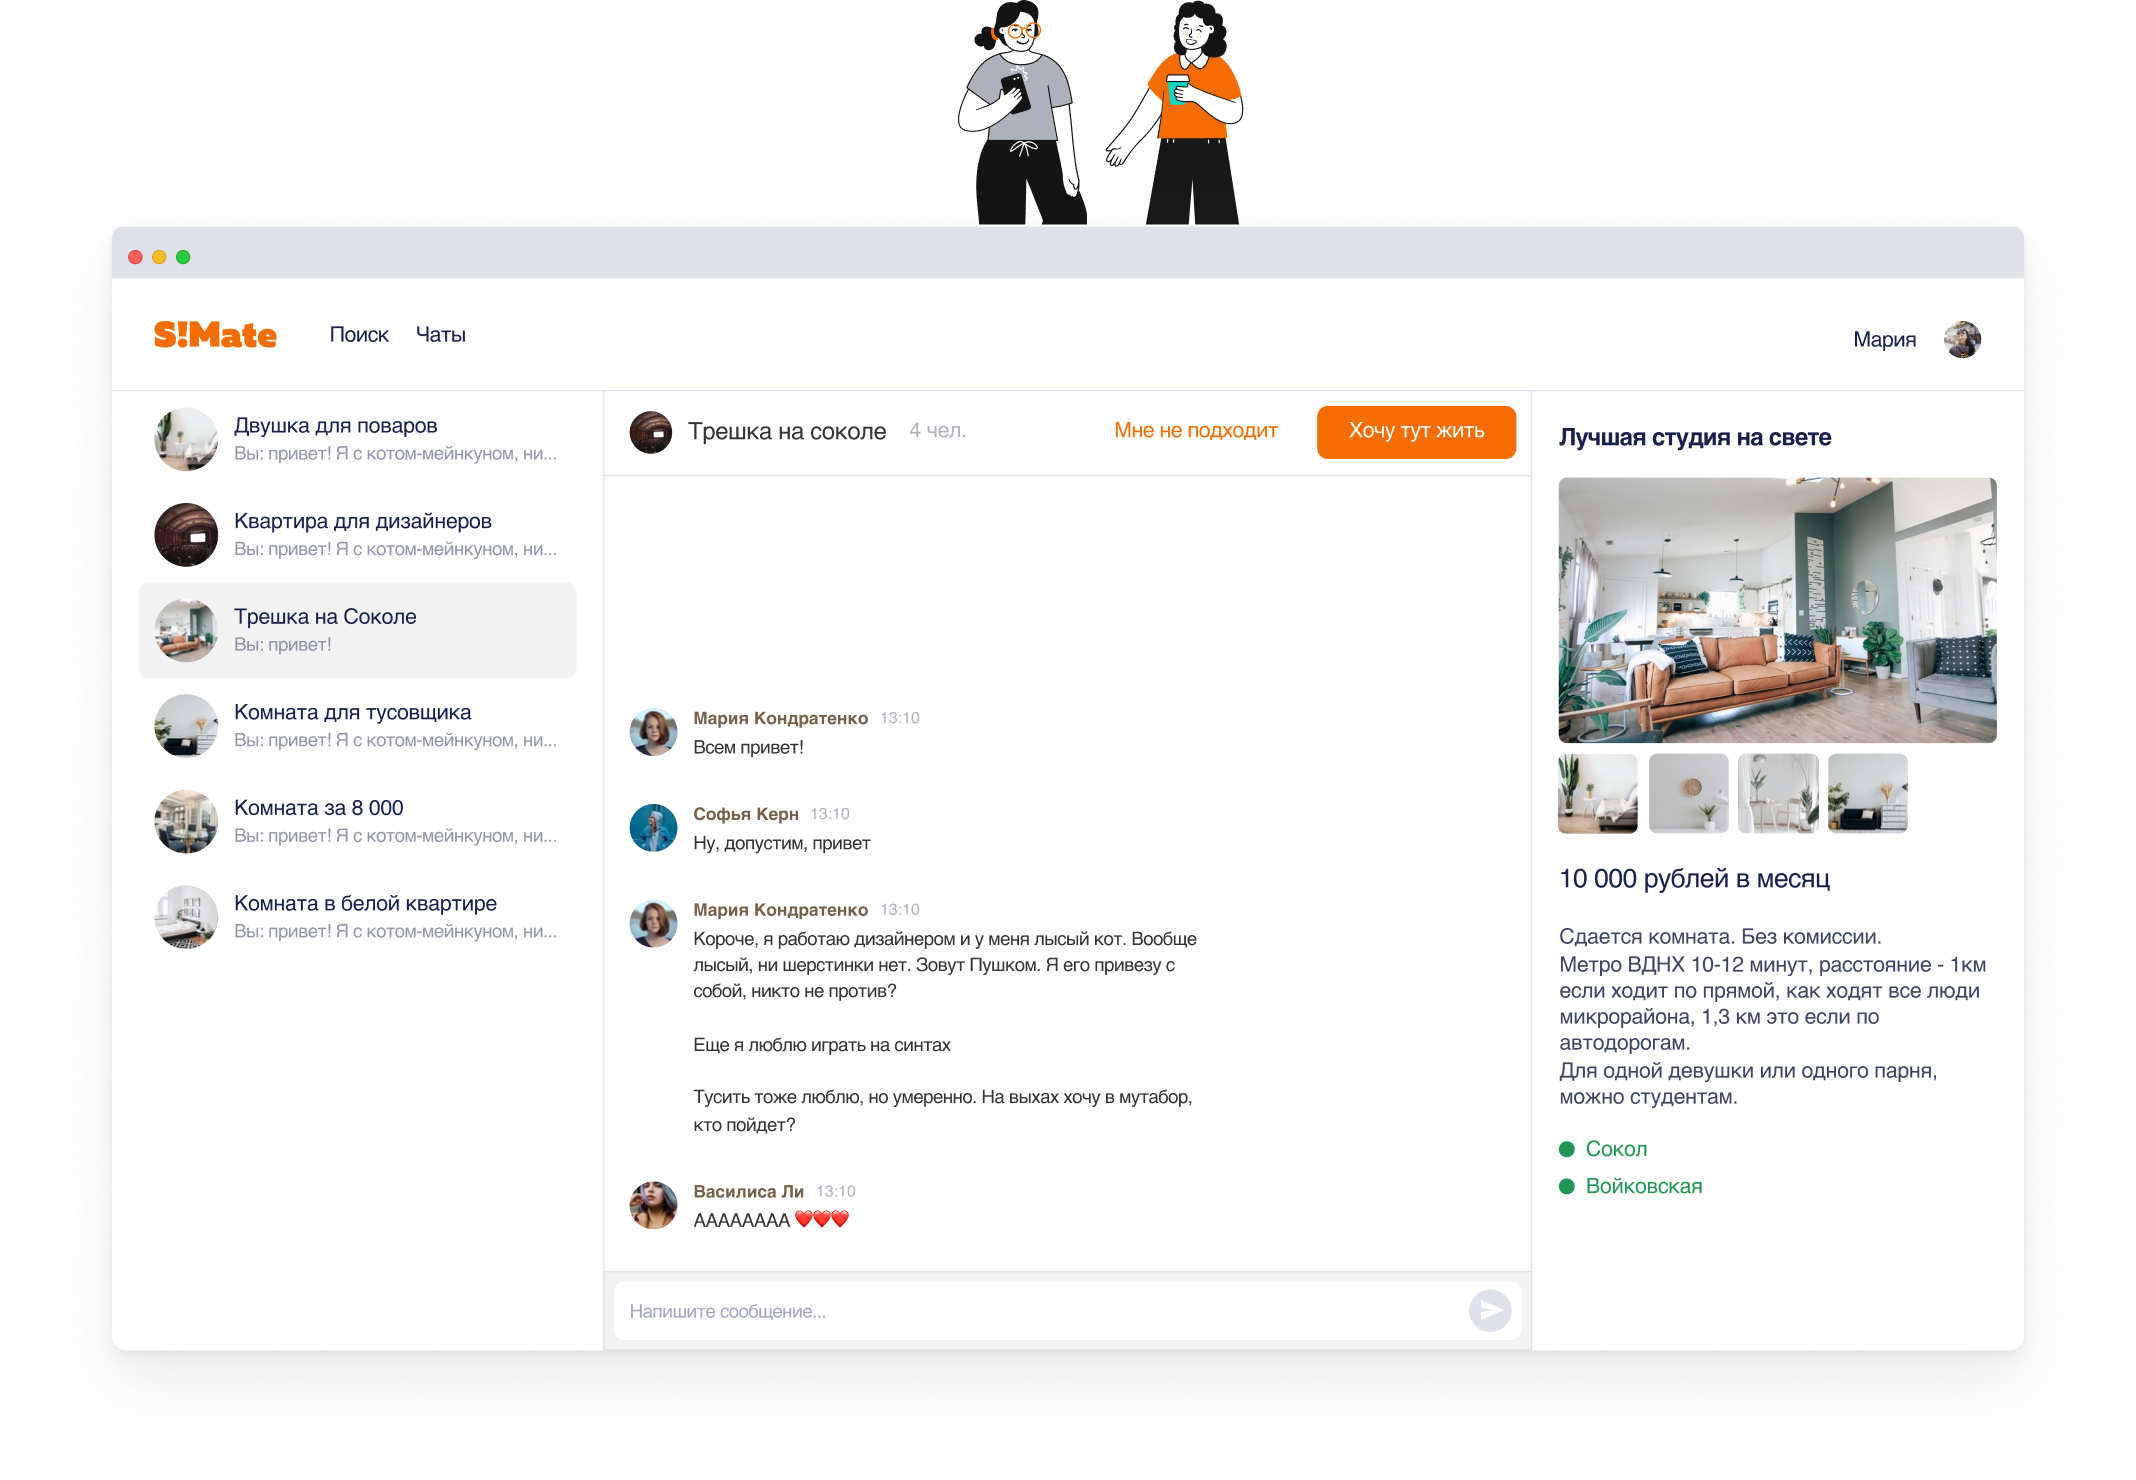 S!Mate
Поиск
Чаты
Мария
Двушка для поваров
Вы: привет! Я с котом-мейнкуном, ни...
Квартира для дизайнеров
Вы: привет! Я с котом-мейнкуном, ни...
Трешка на Соколе
Вы: привет!
Комната для тусовщика
Вы: привет! Я с котом-мейнкуном, ни...
Комната за 8 000
Вы: привет! Я с котом-мейнкуном, ни...
Комната в белой квартире
Вы: привет! Я с котом-мейнкуном, ни...
Трешка на соколе
4 чел.
Мне не подходит
Хочу тут жить
Мария Кондратенко 13:10
Всем привет!
Софья Керн 13:10
Ну, допустим, привет
Мария Кондратенко 13:10
Короче, я работаю дизайнером и у меня лысый кот. Вообще
лысый, ни шерстинки нет. Зовут Пушком. Я его привезу с
собой, никто не против?
Еще я люблю играть на синтах
Тусить тоже люблю, но умеренно. На выхах хочу в мутабор,
кто пойдет?
Василиса Ли 13:10
АААААААА ❤️❤️❤️
Напишите сообщение...
Лучшая студия на свете
10 000 рублей в месяц
Сдается комната. Без комиссии.
Метро ВДНХ 10-12 минут, расстояние - 1км
если ходит по прямой, как ходят все люди
микрорайона, 1,3 км это если по
автодорогам.
Для одной девушки или одного парня,
можно студентам.
Сокол
Войковская